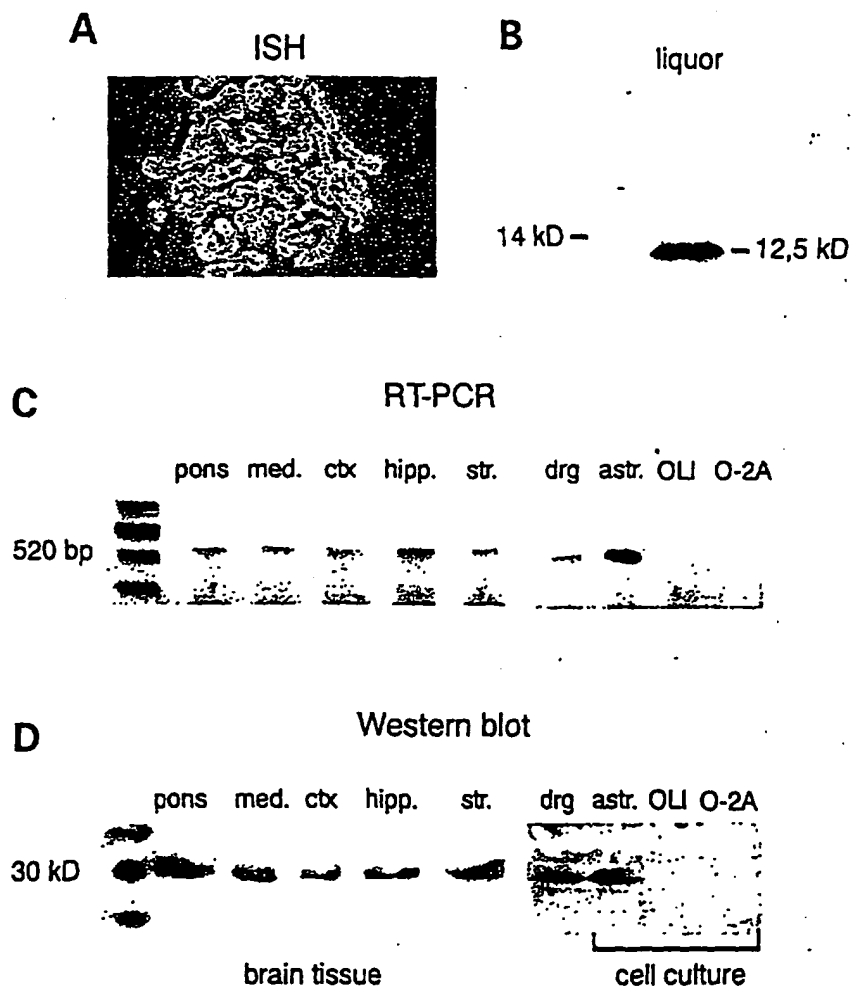 A
ISH
B
liquor
14 kD
12,5 kD
C
RT-PCR
pons med. ctx hipp. str. drg astr. OLI O-2A
520 bp
D
Western blot
pons med. ctx hipp. str. drg astr. OLI O-2A
30 kD
brain tissue cell culture